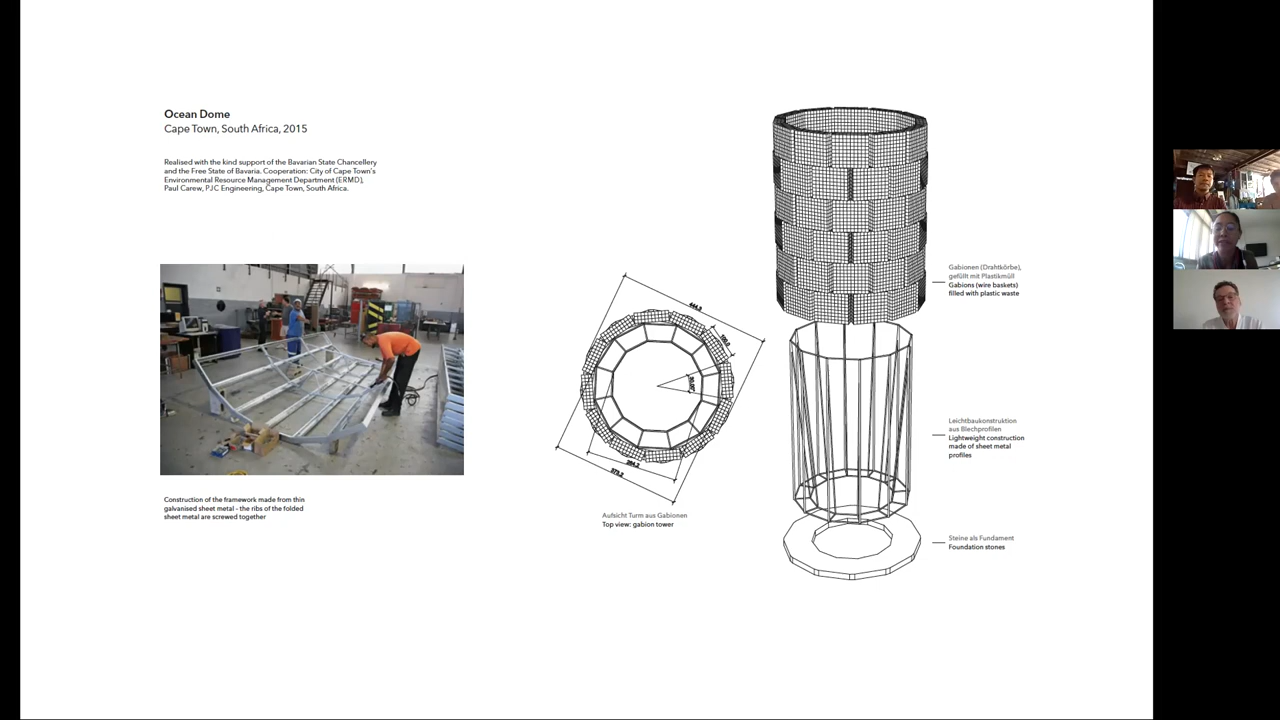 Ocean Dome
Cape Town, South Africa, 2015
Realised with the kind support of the Bavarian State Chancellery
and the Free State of Bavaria. Cooperation: City of Cape Town's
Environmental Resource Management Department (ERMD),
Paul Carew, PJC Engineering, Cape Town, South Africa.
Construction of the framework made from thin
galvanised sheet metal - the ribs of the folded
sheet metal are screwed together
Aufsicht Turm aus Gabionen
Top view: gabion tower
Gabionen (Drahtkörbe),
gefüllt mit Plastikmüll
Gabions (wire baskets)
filled with plastic waste
Leichtbaukonstruktion
aus Blechprofilen
Lightweight construction
made of sheet metal
profiles
Steine als Fundament
Foundation stones